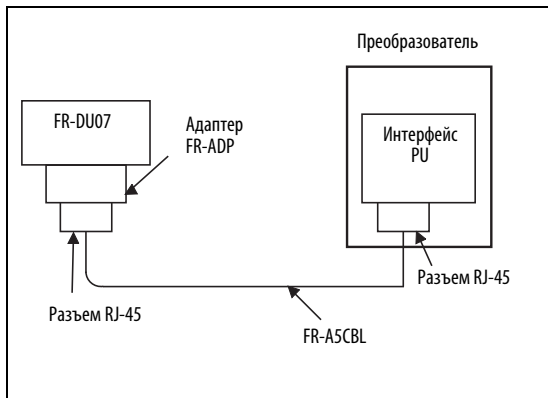 Преобразователь
FR-DU07
Адаптер
FR-ADP
Интерфейс
PU
Разъем RJ-45
Разъем RJ-45
FR-A5CBL